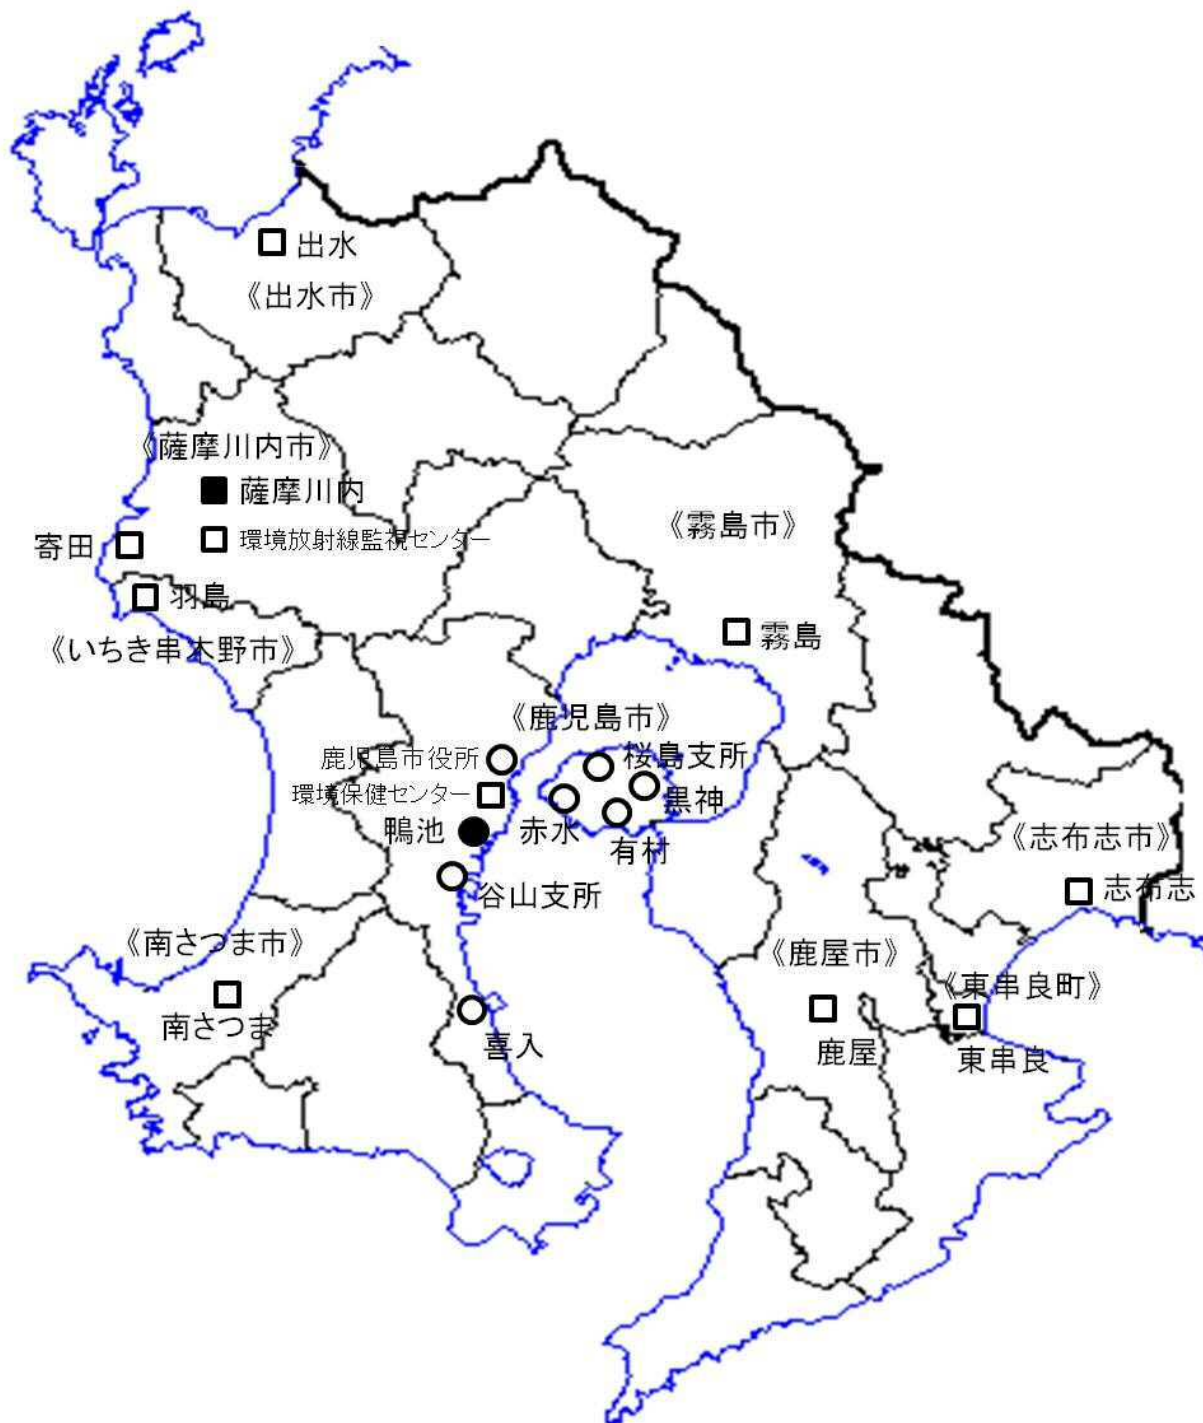 出水
《出水市》
《薩摩川内市》
薩摩川内
《霧島市》
寄田
環境放射線監視センター
羽島
《いちき串木野市》
霧島
《鹿児島市》
鹿児島市役所
桜島支所
環境保健センター
黒神
鴨池
赤水
有村
《志布志市》
谷山支所
志布志
《南さつま市》
《鹿屋市》
《東串良町》
南さつま
喜入
鹿屋
東串良